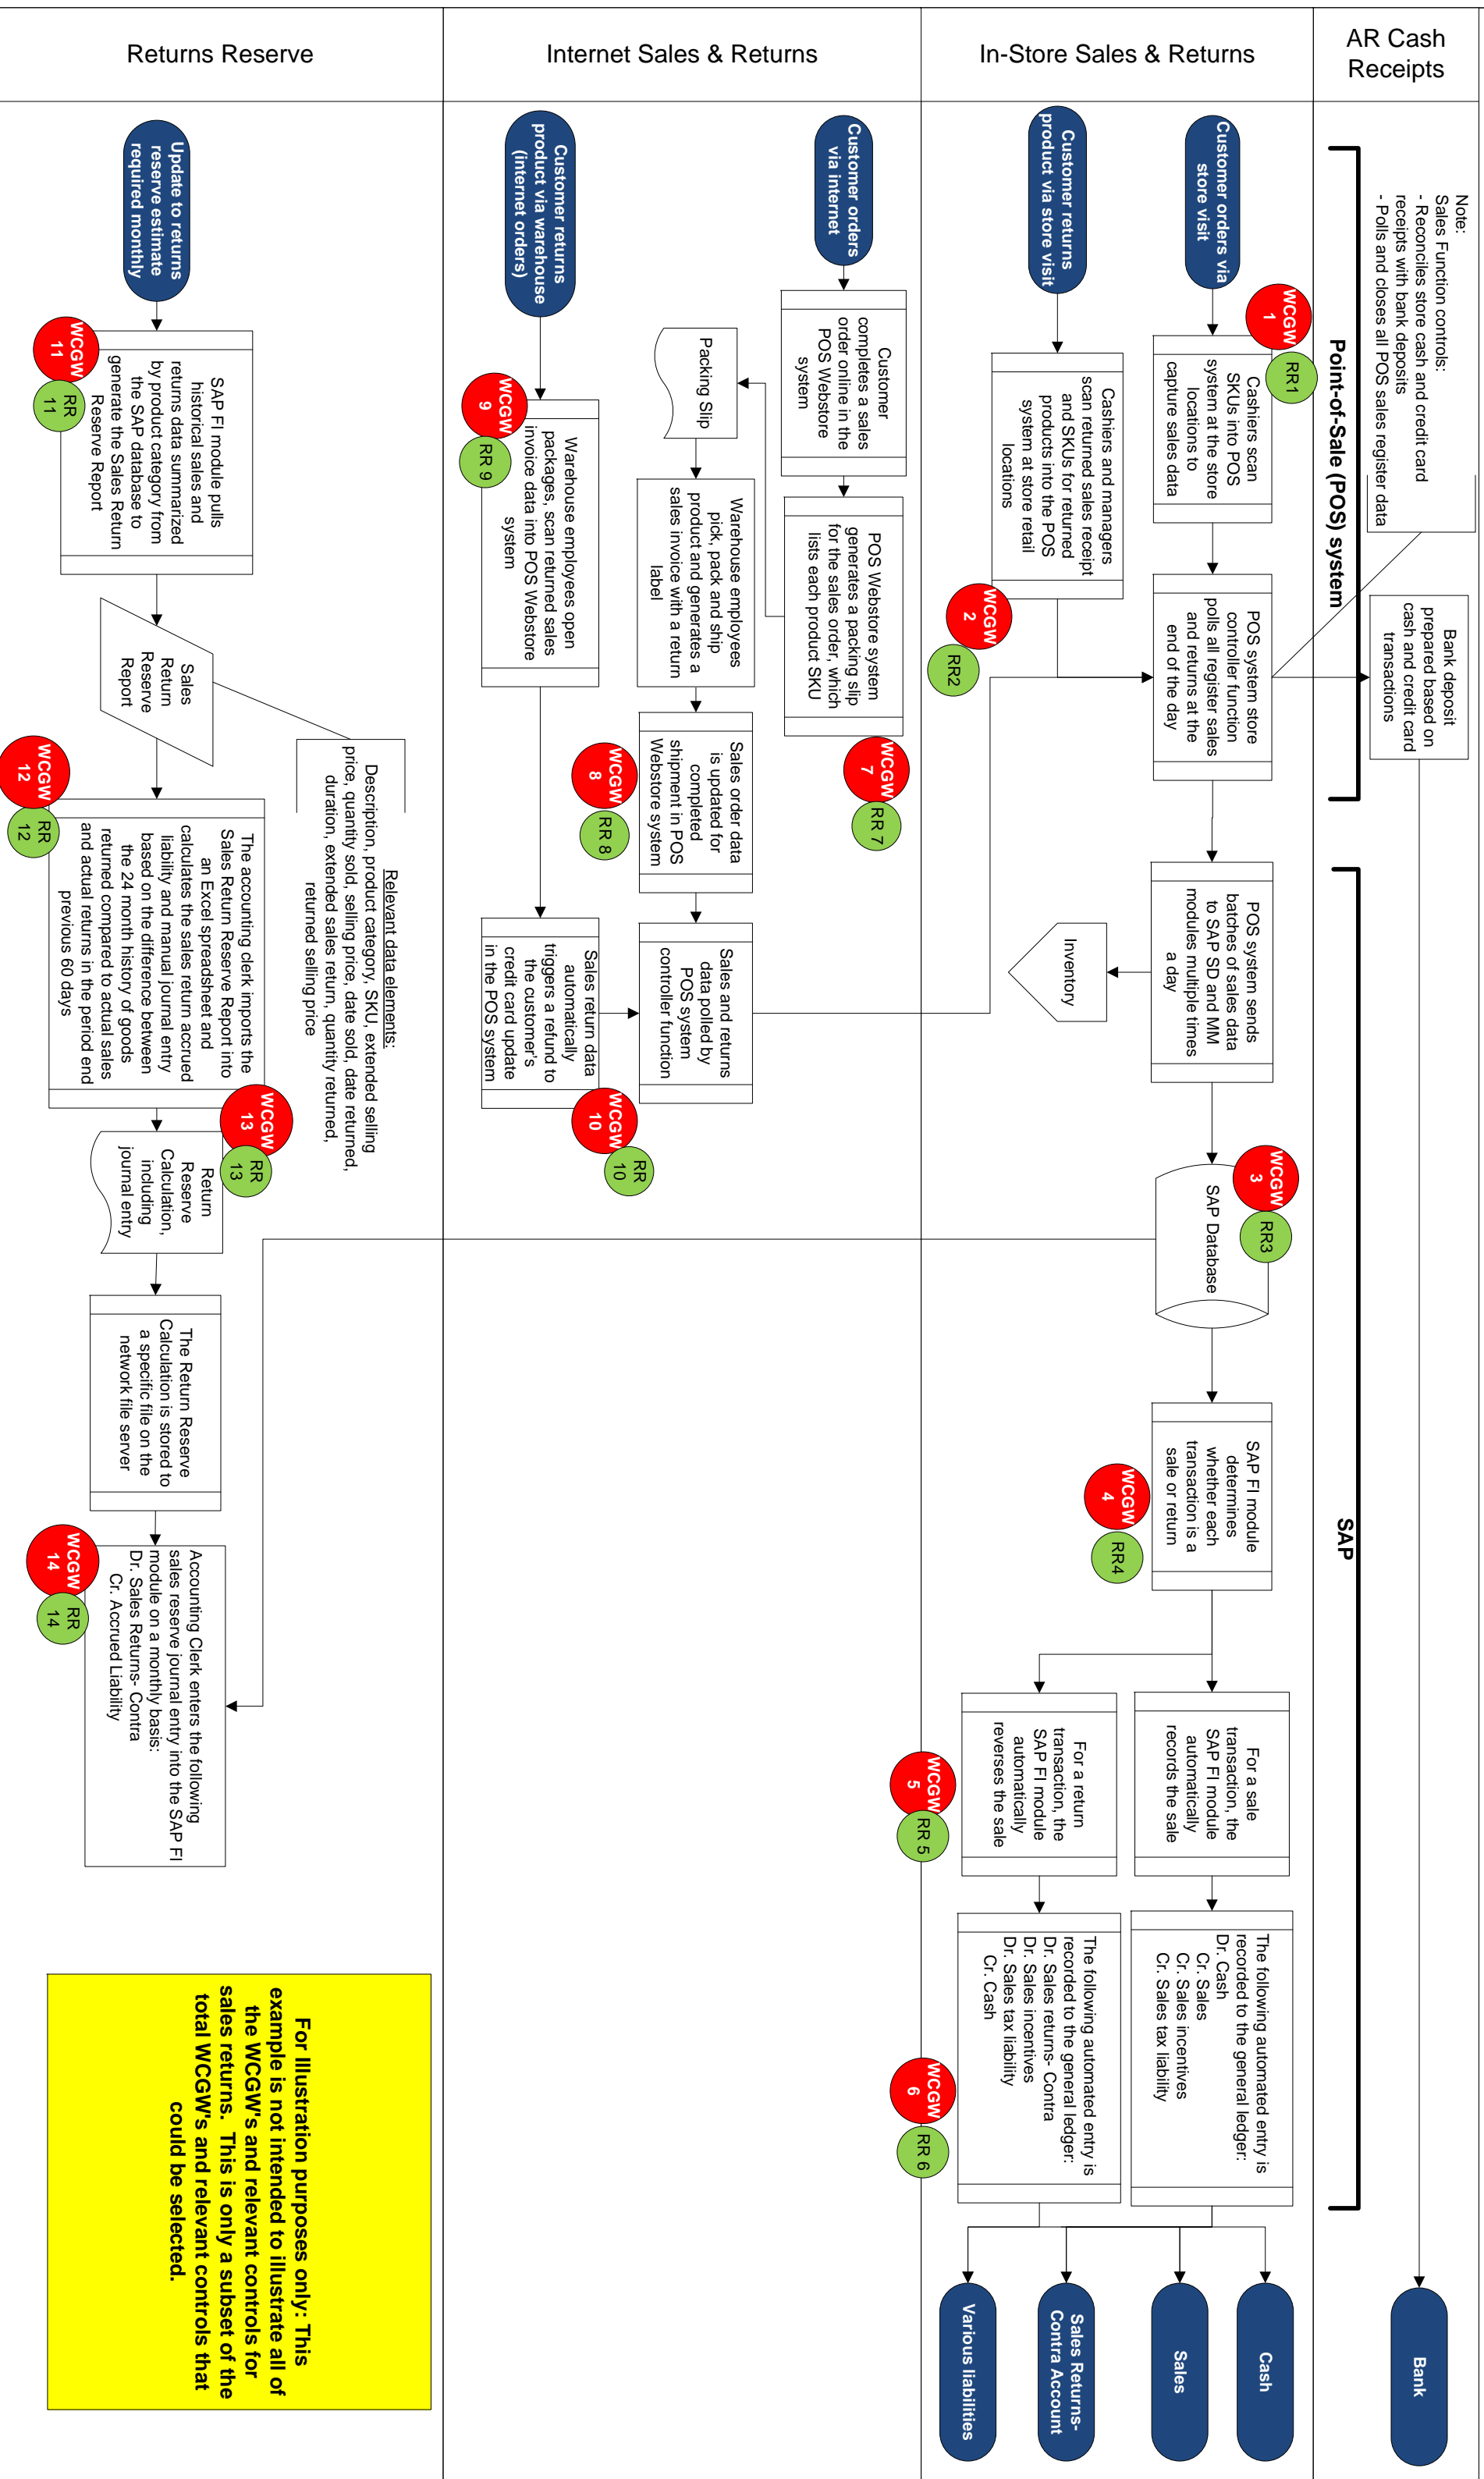 AR Cash
Receipts
Note:
Sales Function controls:
- Reconciles store cash and credit card
receipts with bank deposits
- Polls and closes all POS sales register data
Bank deposit
prepared based on
cash and credit card
transactions
Bank
Point-of-Sale (POS) system
SAP
In-Store Sales & Returns
Customer orders via
store visit
WCGW
1
RR1
Cashiers scan
SKUs into POS
system at the store
locations to
capture sales data
POS system store
controller function
polls all register sales
and returns at the
end of the day
POS system sends
batches of sales data
to SAP SD and MM
modules multiple times
a day
Inventory
WCGW
3
RR3
SAP Database
SAP FI module
determines
whether each
transaction is a
sale or return
WCGW
4
RR4
For a sale
transaction, the
SAP FI module
automatically
records the sale
The following automated entry is
recorded to the general ledger:
Dr. Cash
Cr. Sales
Cr. Sales incentives
Cr. Sales tax liability
Cash
Sales
Customer returns
product via store visit
Cashiers and managers
scan returned sales receipt
and SKUs for returned
products into the POS
system at store retail
locations
WCGW
2
RR2
For a return
transaction, the
SAP FI module
automatically
reverses the sale
WCGW
5
RR 5
The following automated entry is
recorded to the general ledger:
Dr. Sales returns- Contra
Dr. Sales incentives
Dr. Sales tax liability
Cr. Cash
WCGW
6
RR 6
Sales Returns-
Contra Account
Various liabilities
Internet Sales & Returns
Customer orders
via internet
Customer
completes a sales
order online in the
POS Webstore
system
POS Webstore system
generates a packing slip
for the sales order, which
lists each product SKU
WCGW
7
RR 7
Packing Slip
Warehouse employees
pick, pack and ship
product and generates a
sales invoice with a return
label
Sales order data
is updated for
completed
shipment in POS
Webstore system
WCGW
8
RR 8
Sales and returns
data polled by
POS system
controller function
Customer returns
product via warehouse
(internet orders)
WCGW
9
RR 9
Warehouse employees open
packages, scan returned sales
invoice data into POS Webstore
system
Sales return data
automatically
triggers a refund to
the customer's
credit card update
in the POS system
WCGW
10
RR
10
Returns Reserve
Update to returns
reserve estimate
required monthly
SAP FI module pulls
historical sales and
returns data summarized
by product category from
the SAP database to
generate the Sales Return
Reserve Report
WCGW
11
RR
11
Sales
Return
Reserve
Report
Relevant data elements:
Description, product category, SKU, extended selling
price, quantity sold, selling price, date sold, date returned,
duration, extended sales return, quantity returned,
returned selling price
The accounting clerk imports the
Sales Return Reserve Report into
an Excel spreadsheet and
calculates the sales return accrued
liability and manual journal entry
based on the difference between
the 24 month history of goods
returned compared to actual sales
and actual returns in the period end
previous 60 days
WCGW
12
RR
12
WCGW
13
RR
13
Return
Reserve
Calculation,
including
journal entry
The Return Reserve
Calculation is stored to
a specific file on the
network file server
Accounting Clerk enters the following
sales reserve journal entry into the SAP FI
module on a monthly basis:
Dr. Sales Returns- Contra
Cr. Accrued Liability
WCGW
14
RR
14
For Illustration purposes only: This
example is not intended to illustrate all of
the WCGW's and relevant controls for
sales returns. This is only a subset of the
total WCGW's and relevant controls that
could be selected.